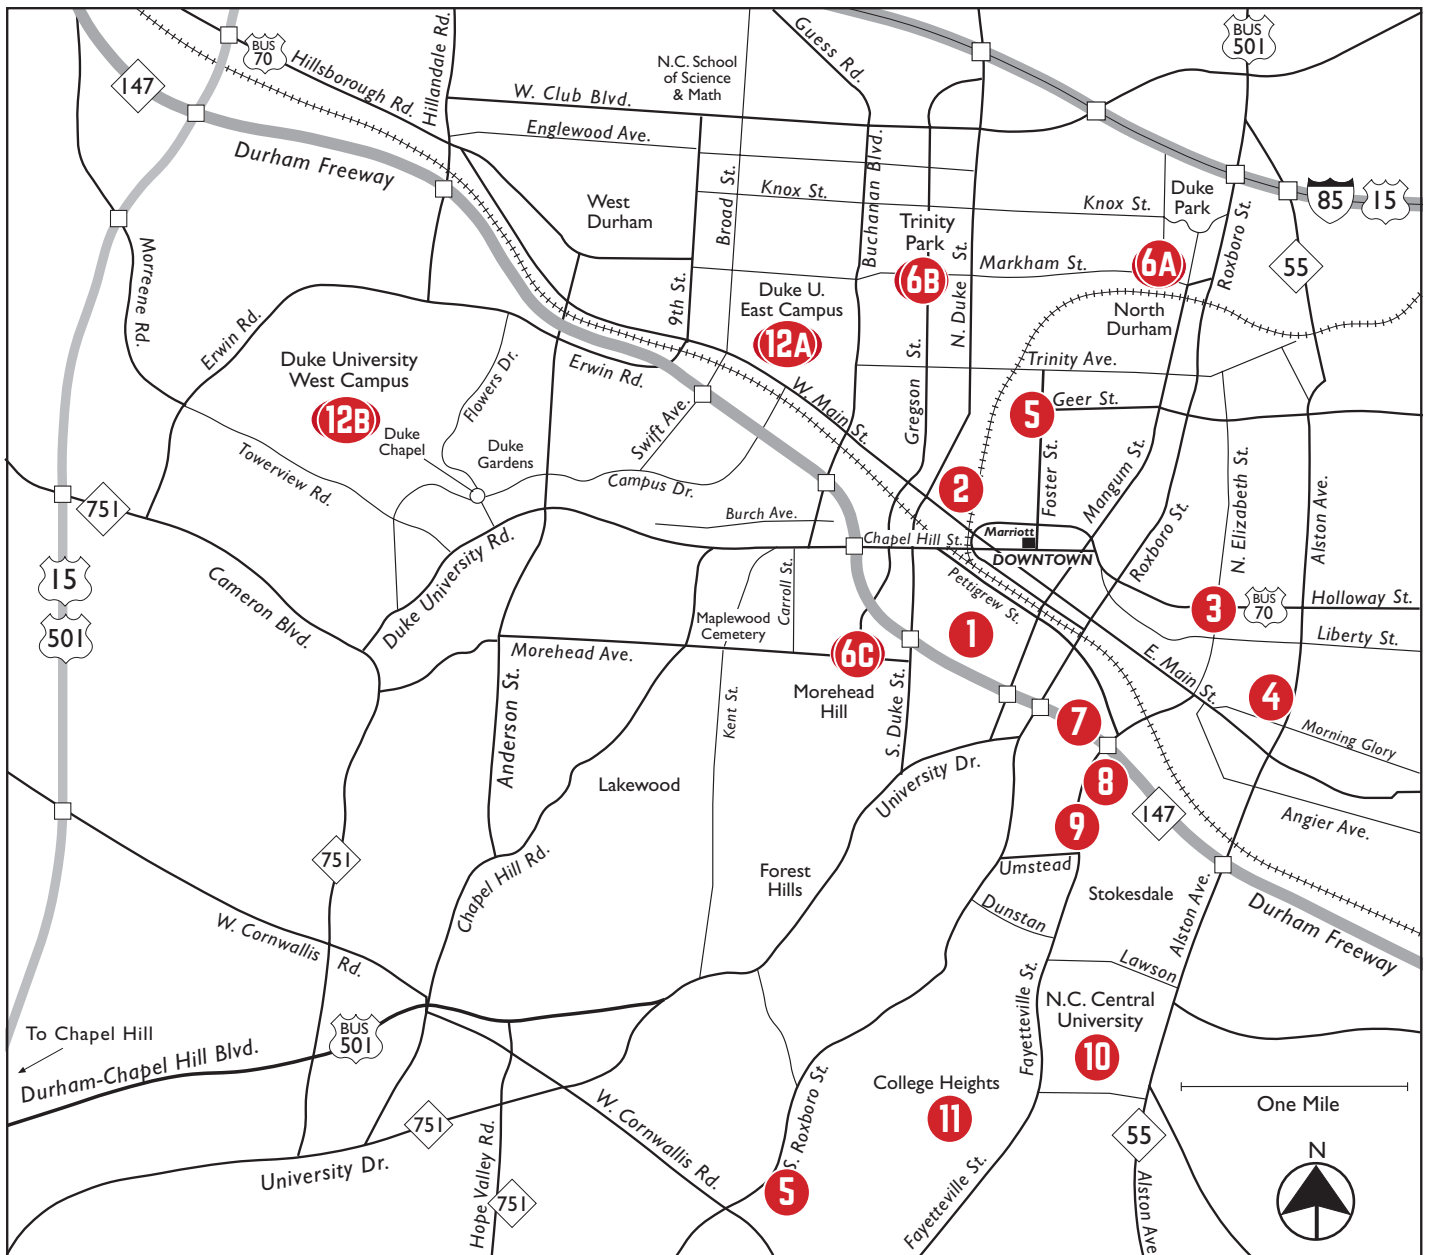 BUS
70
147
Hillsborough Rd.
Hillandale Rd.
N.C. School
of Science
& Math
Guess Rd.
BUS
501
W. Club Blvd.
Englewood Ave.
Durham Freeway
West
Durham
Broad St.
Knox St.
Buchanan Blvd.
Trinity
Park
6B
Knox St.
Duke
Park
Roxboro St.
85
15
55
Morreene Rd.
Markham St.
6A
N. Duke St.
North
Durham
9th St.
Duke U.
East Campus
12A
Erwin Rd.
Duke University
West Campus
12B
Duke
Chapel
Flowers Dr.
Duke
Gardens
Erwin Rd.
Swift Ave.
W. Main St.
Gregson St.
Trinity Ave.
5
Geer St.
Foster St.
Mangum St.
Roxboro St.
N. Elizabeth St.
Alston Ave.
Towerview Rd.
Campus Dr.
Burch Ave.
2
751
Chapel Hill St.
Marriott
DOWNTOWN
15
501
Cameron Blvd.
Duke University Rd.
Pettigrew St.
Carroll St.
Maplewood
Cemetery
3
BUS
70
Holloway St.
Liberty St.
1
Morehead Ave.
6C
Morehead
Hill
E. Main St.
4
Morning Glory
Anderson St.
Kent St.
S. Duke St.
7
University Dr.
8
9
147
Angier Ave.
Lakewood
751
Chapel Hill Rd.
Forest
Hills
Umstead
Stokesdale
Dunstan
Alston Ave.
Durham Freeway
W. Cornwallis Rd.
Lawson
Fayetteville St.
N.C. Central
University
10
To Chapel Hill
BUS
501
Durham-Chapel Hill Blvd.
College Heights
11
One Mile
751
W. Cornwallis Rd.
S. Roxboro St.
55
N
University Dr.
Hope Valley Rd.
751
5
Fayetteville St.
Alston Ave